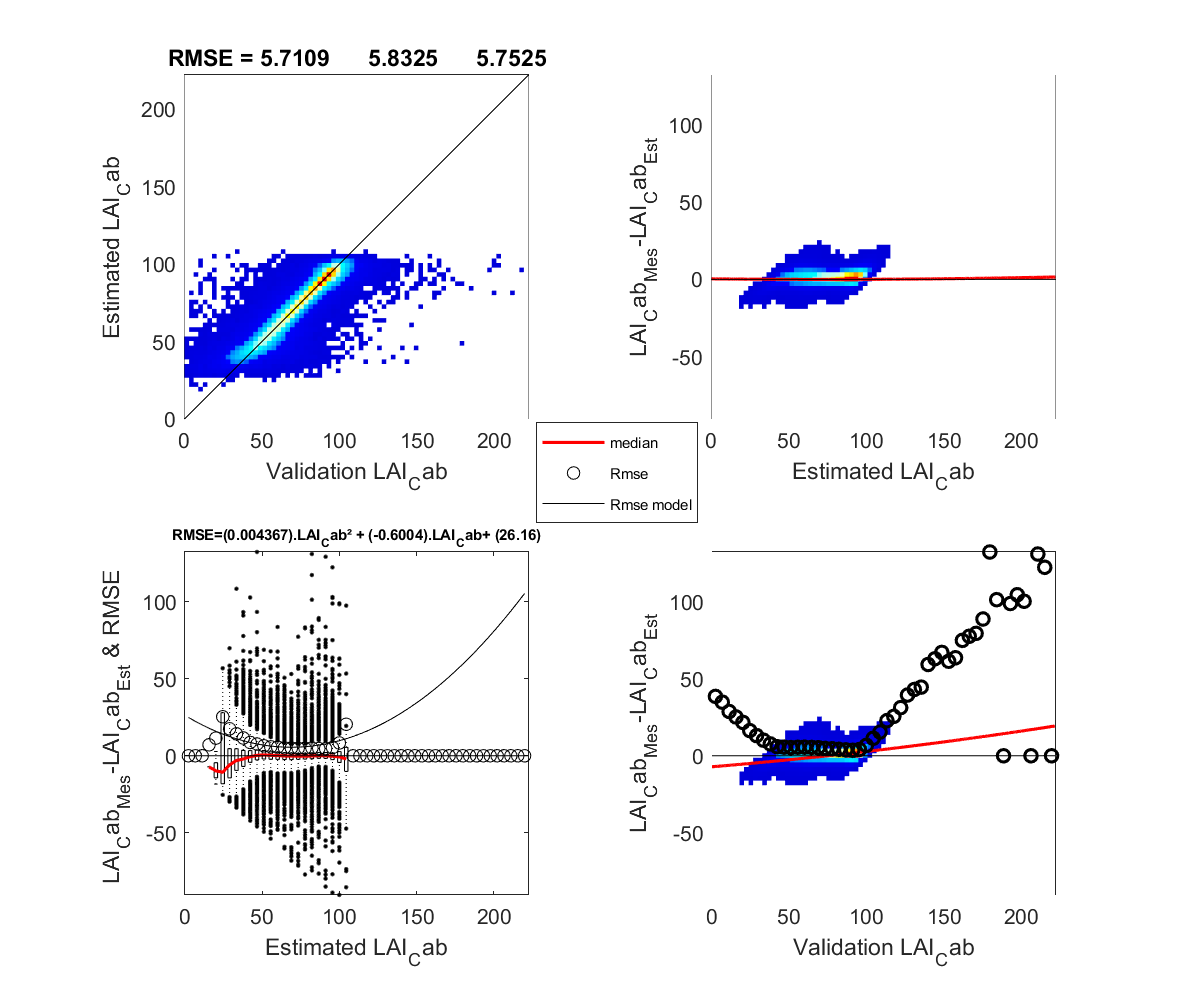 RMSE = 5.7109 5.8325 5.7525
Estimated LAI_Cab
200
150
100
50
0
0 50 100 150 200
Validation LAI_Cab
LAI_Cab_Mes-LAI_Cab_Est
100
50
0
-50
0 50 100 150 200
Estimated LAI_Cab
median
Rmse
Rmse model
RMSE=(0.004367).LAI_Cab² + (-0.6004).LAI_Cab+ (26.16)
LAI_Cab_Mes-LAI_Cab_Est & RMSE
100
50
0
-50
0 50 100 150 200
Estimated LAI_Cab
LAI_Cab_Mes-LAI_Cab_Est
100
50
0
-50
0 50 100 150 200
Validation LAI_Cab